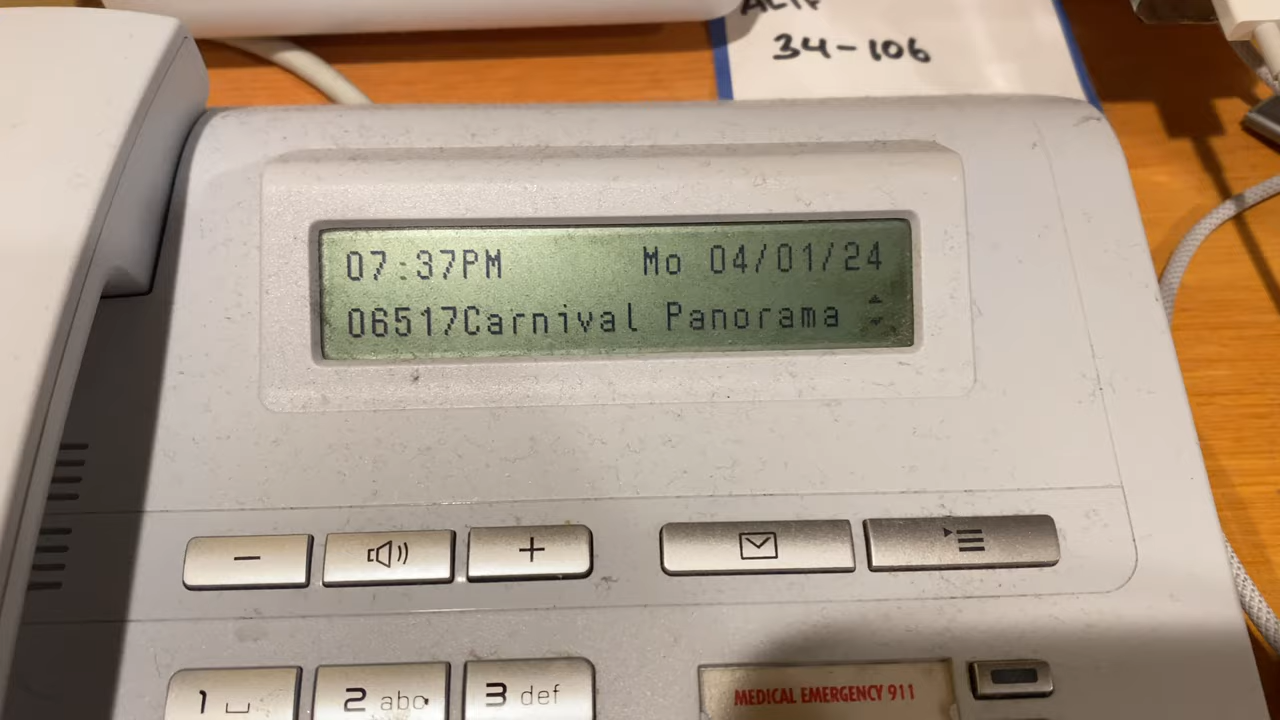 34-106
07:37PM Mo 04/01/24
06517Carnival Panorama
1 2 abc 3 def
MEDICAL EMERGENCY 911